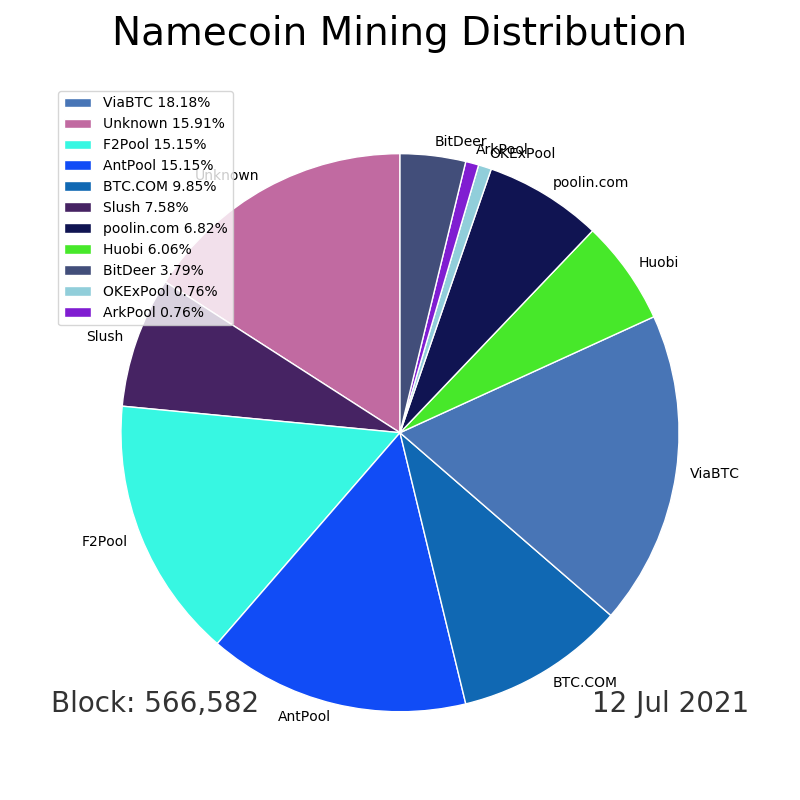 Namecoin Mining Distribution
ViaBTC 18.18%
Unknown 15.91%
F2Pool 15.15%
AntPool 15.15%
BTC.COM 9.85%
Slush 7.58%
poolin.com 6.82%
Huobi 6.06%
BitDeer 3.79%
OKExPool 0.76%
ArkPool 0.76%
BitDeer
ArkPool
OKExPool
poolin.com
Unknown
Huobi
Slush
ViaBTC
F2Pool
BTC.COM
AntPool
Block: 566,582
12 Jul 2021